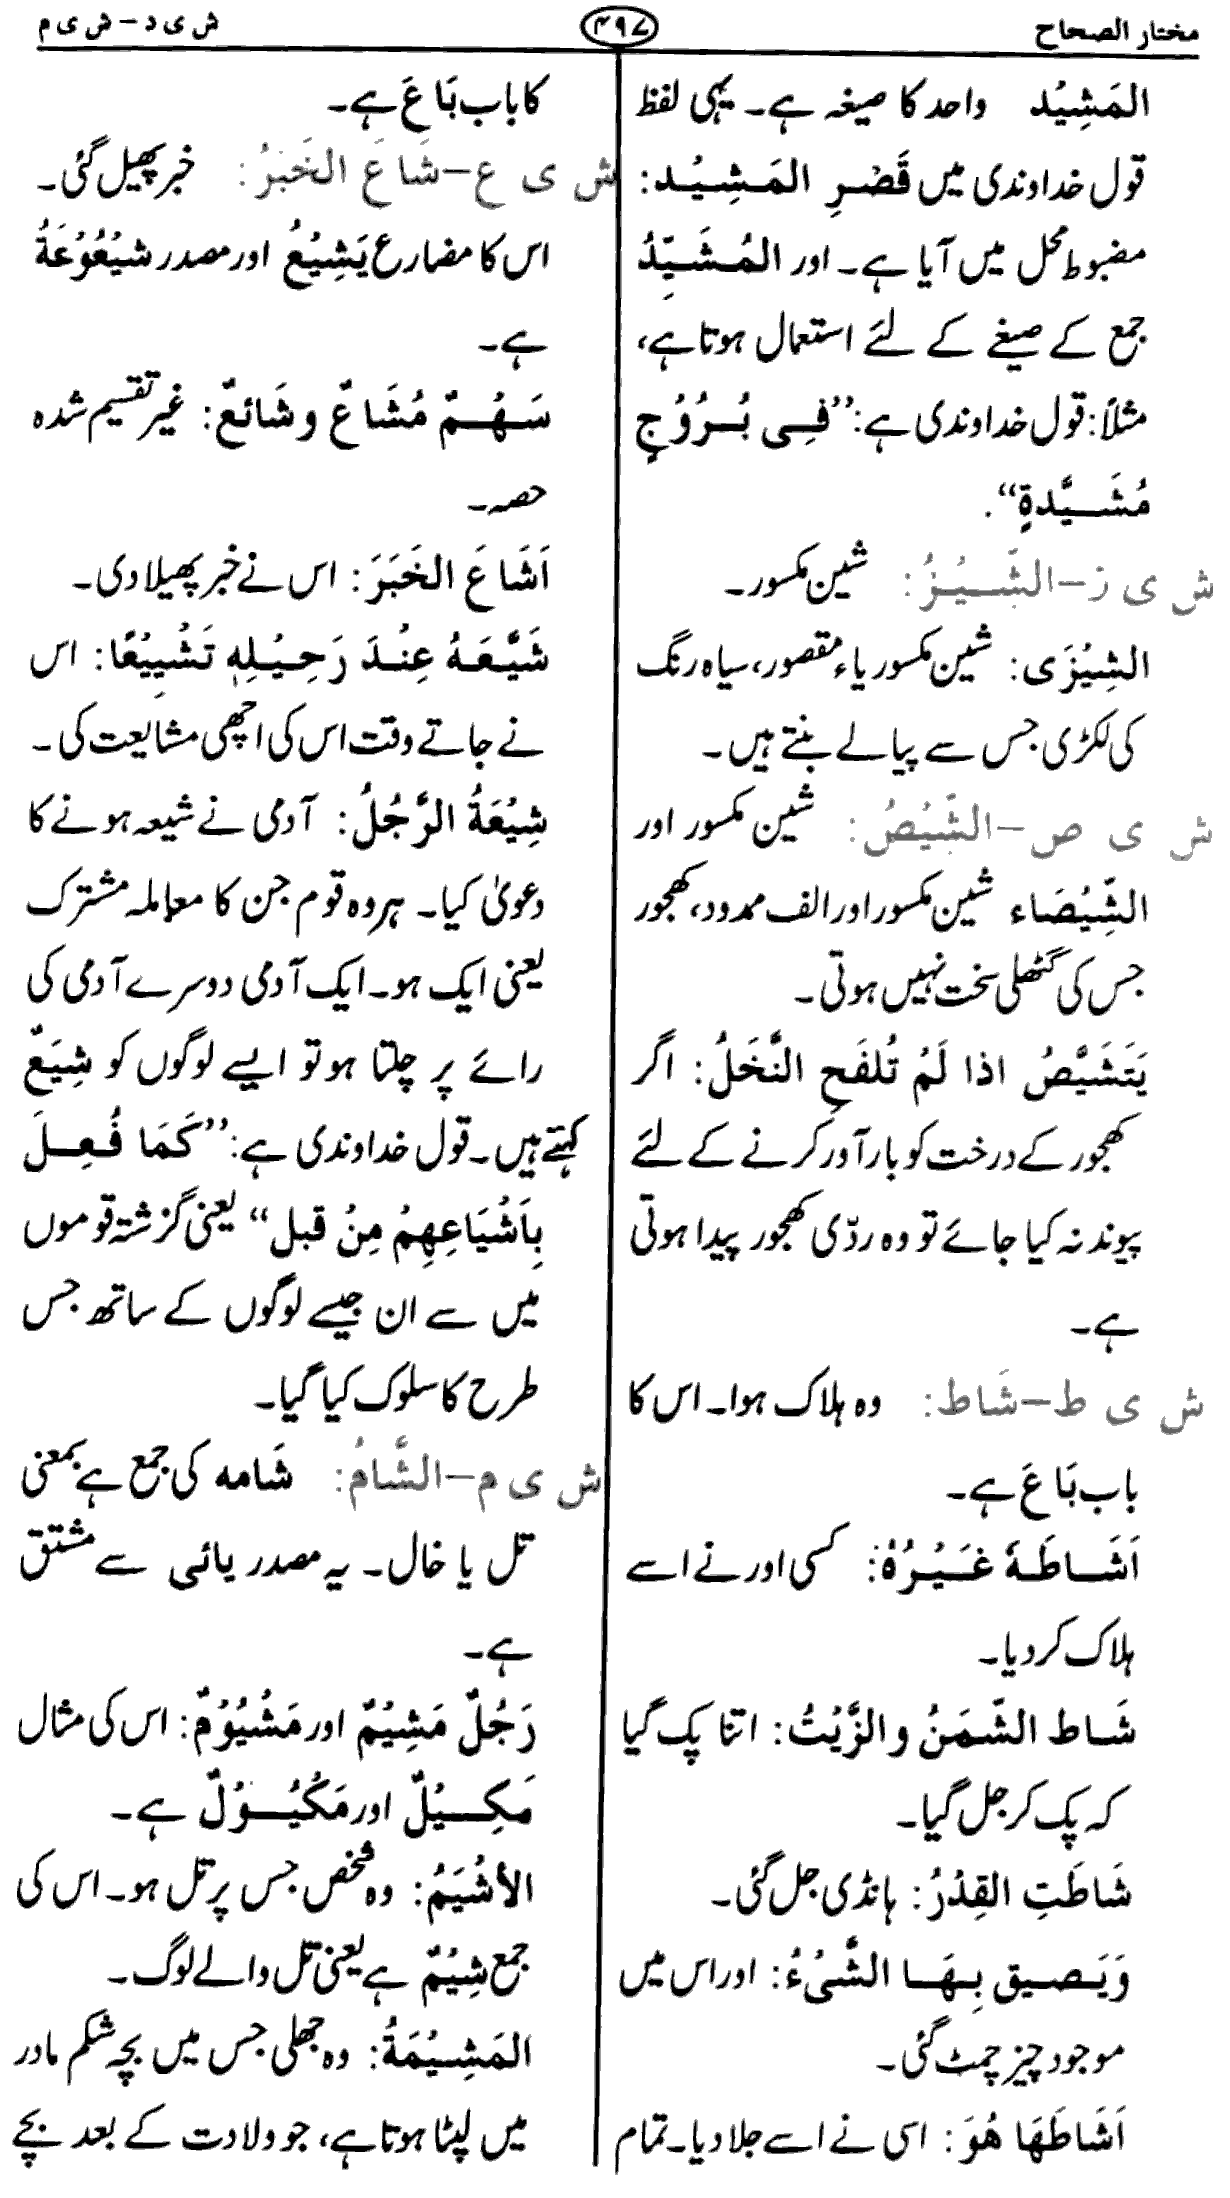 مختار الصحاح
۴۹۷
ش ی د – ش ی م
المَشِيْد واحد کا صیغہ ہے۔ یہی لفظ
قول خداوندی میں قَصْرِ المَشِيْد:
مضبوط محل میں آیا ہے۔ اور المُشَيِّدُ
جمع کے صیغے کے لئے استعمال ہوتا ہے،
مثلاً: قول خداوندی ہے: ’’فِی بُرُوْجٍ
مُشَيَّدةٍ‘‘.
ش ی ز – الشِّيْزُ: شین مکسور۔
الشِيْزَی: شین مکسور یاء مقصور، سیاہ رنگ
کی لکڑی جس سے پیالے بنتے ہیں۔
ش ی ص – الشِّيْصُ: شین مکسور اور
الشِّيْصَاء شین مکسور اور الف ممدود، کھجور
جس کی گٹھلی سخت نہیں ہوتی۔
يَتَشَيَّصُ اذا لَمْ تُلقَحِ النَّخَلُ: اگر
کھجور کے درخت کو بارآور کرنے کے لئے
پیوند نہ کیا جائے تو وہ ردّی کھجور پیدا ہوتی
ہے۔
ش ی ط – شَاط: وہ ہلاک ہوا۔ اس کا
باب بَاعَ ہے۔
اَشَاطَهٗ غَيْرُهٗ: کسی اور نے اسے
ہلاک کر دیا۔
شَاط السَّمَنُ والزَّيْتُ: اتنا پک گیا
کہ پک کر جل گیا۔
شَاطَتِ القِدْرُ: ہانڈی جل گئی۔
وَيَصيق بِهَا الشَّیْءُ: اور اس میں
موجود چیز چمٹ گئی۔
اَشَاطَهَا هُوَ: اسی نے اسے جلا دیا۔ تمام
کا باب بَاعَ ہے۔
ش ی ع – شَاعَ الخَبَرُ: خبر پھیل گئی۔
اس کا مضارع يَشِيْعُ اور مصدر شَيْعُوْعَةُ
ہے۔
سَهْمٌ مُشَاعٌ و شَائعٌ: غیر تقسیم شدہ
حصہ۔
اَشَاعَ الخَبَرَ: اس نے خبر پھیلا دی۔
شَيَّعَهُ عِنْدَ رَحِيْلِهٖ تَشْيِيْعًا: اس
نے جاتے وقت اس کی اچھی مشایعت کی۔
شِيْعَةُ الرَّجُلُ: آدمی نے شیعہ ہونے کا
دعویٰ کیا۔ ہر وہ قوم جن کا معاملہ مشترک
یعنی ایک ہو۔ ایک آدمی دوسرے آدمی کی
رائے پر چلتا ہو تو ایسے لوگوں کو شِيَعٌ
کہتے ہیں۔ قول خداوندی ہے: ’’كَمَا فُعِلَ
بِاَشْيَاعِهِمْ مِنْ قبل‘‘ یعنی گزشتہ قوموں
میں سے ان جیسے لوگوں کے ساتھ جس
طرح کا سلوک کیا گیا۔
ش ی م – الشَّامُ: شَامہ کی جمع ہے بمعنی
تل یا خال۔ یہ مصدر یائی سے مشتق
ہے۔
رَجُلٌ مَشِيْمٌ اور مَشْيُوْمٌ: اس کی مثال
مَكِيْلٌ اور مَكْيُوْلٌ ہے۔
الأشْيَمُ: وہ شخص جس پر تل ہو۔ اس کی
جمع شِيْمٌ ہے یعنی تل والے لوگ۔
المَشِيْمَةُ: وہ جھلی جس میں بچہ شکم مادر
میں لپٹا ہوتا ہے، جو ولادت کے بعد بچے